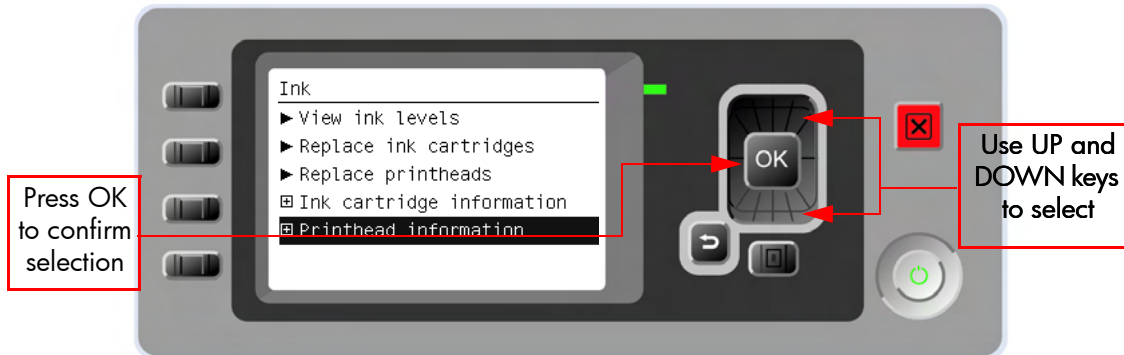 Ink
View ink levels
Replace ink cartridges
Replace printheads
Ink cartridge information
Printhead information
OK
Press OK
to confirm
selection
Use UP and
DOWN keys
to select